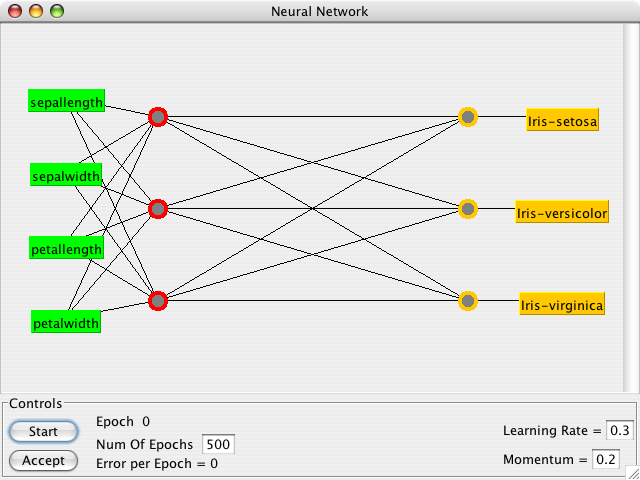 Neural Network
sepallength
Iris-setosa
sepalwidth
Iris-versicolor
petallength
Iris-virginica
petalwidth
Controls
Start
Epoch 0
Num Of Epochs 500
Accept
Error per Epoch = 0
Learning Rate = 0.3
Momentum = 0.2